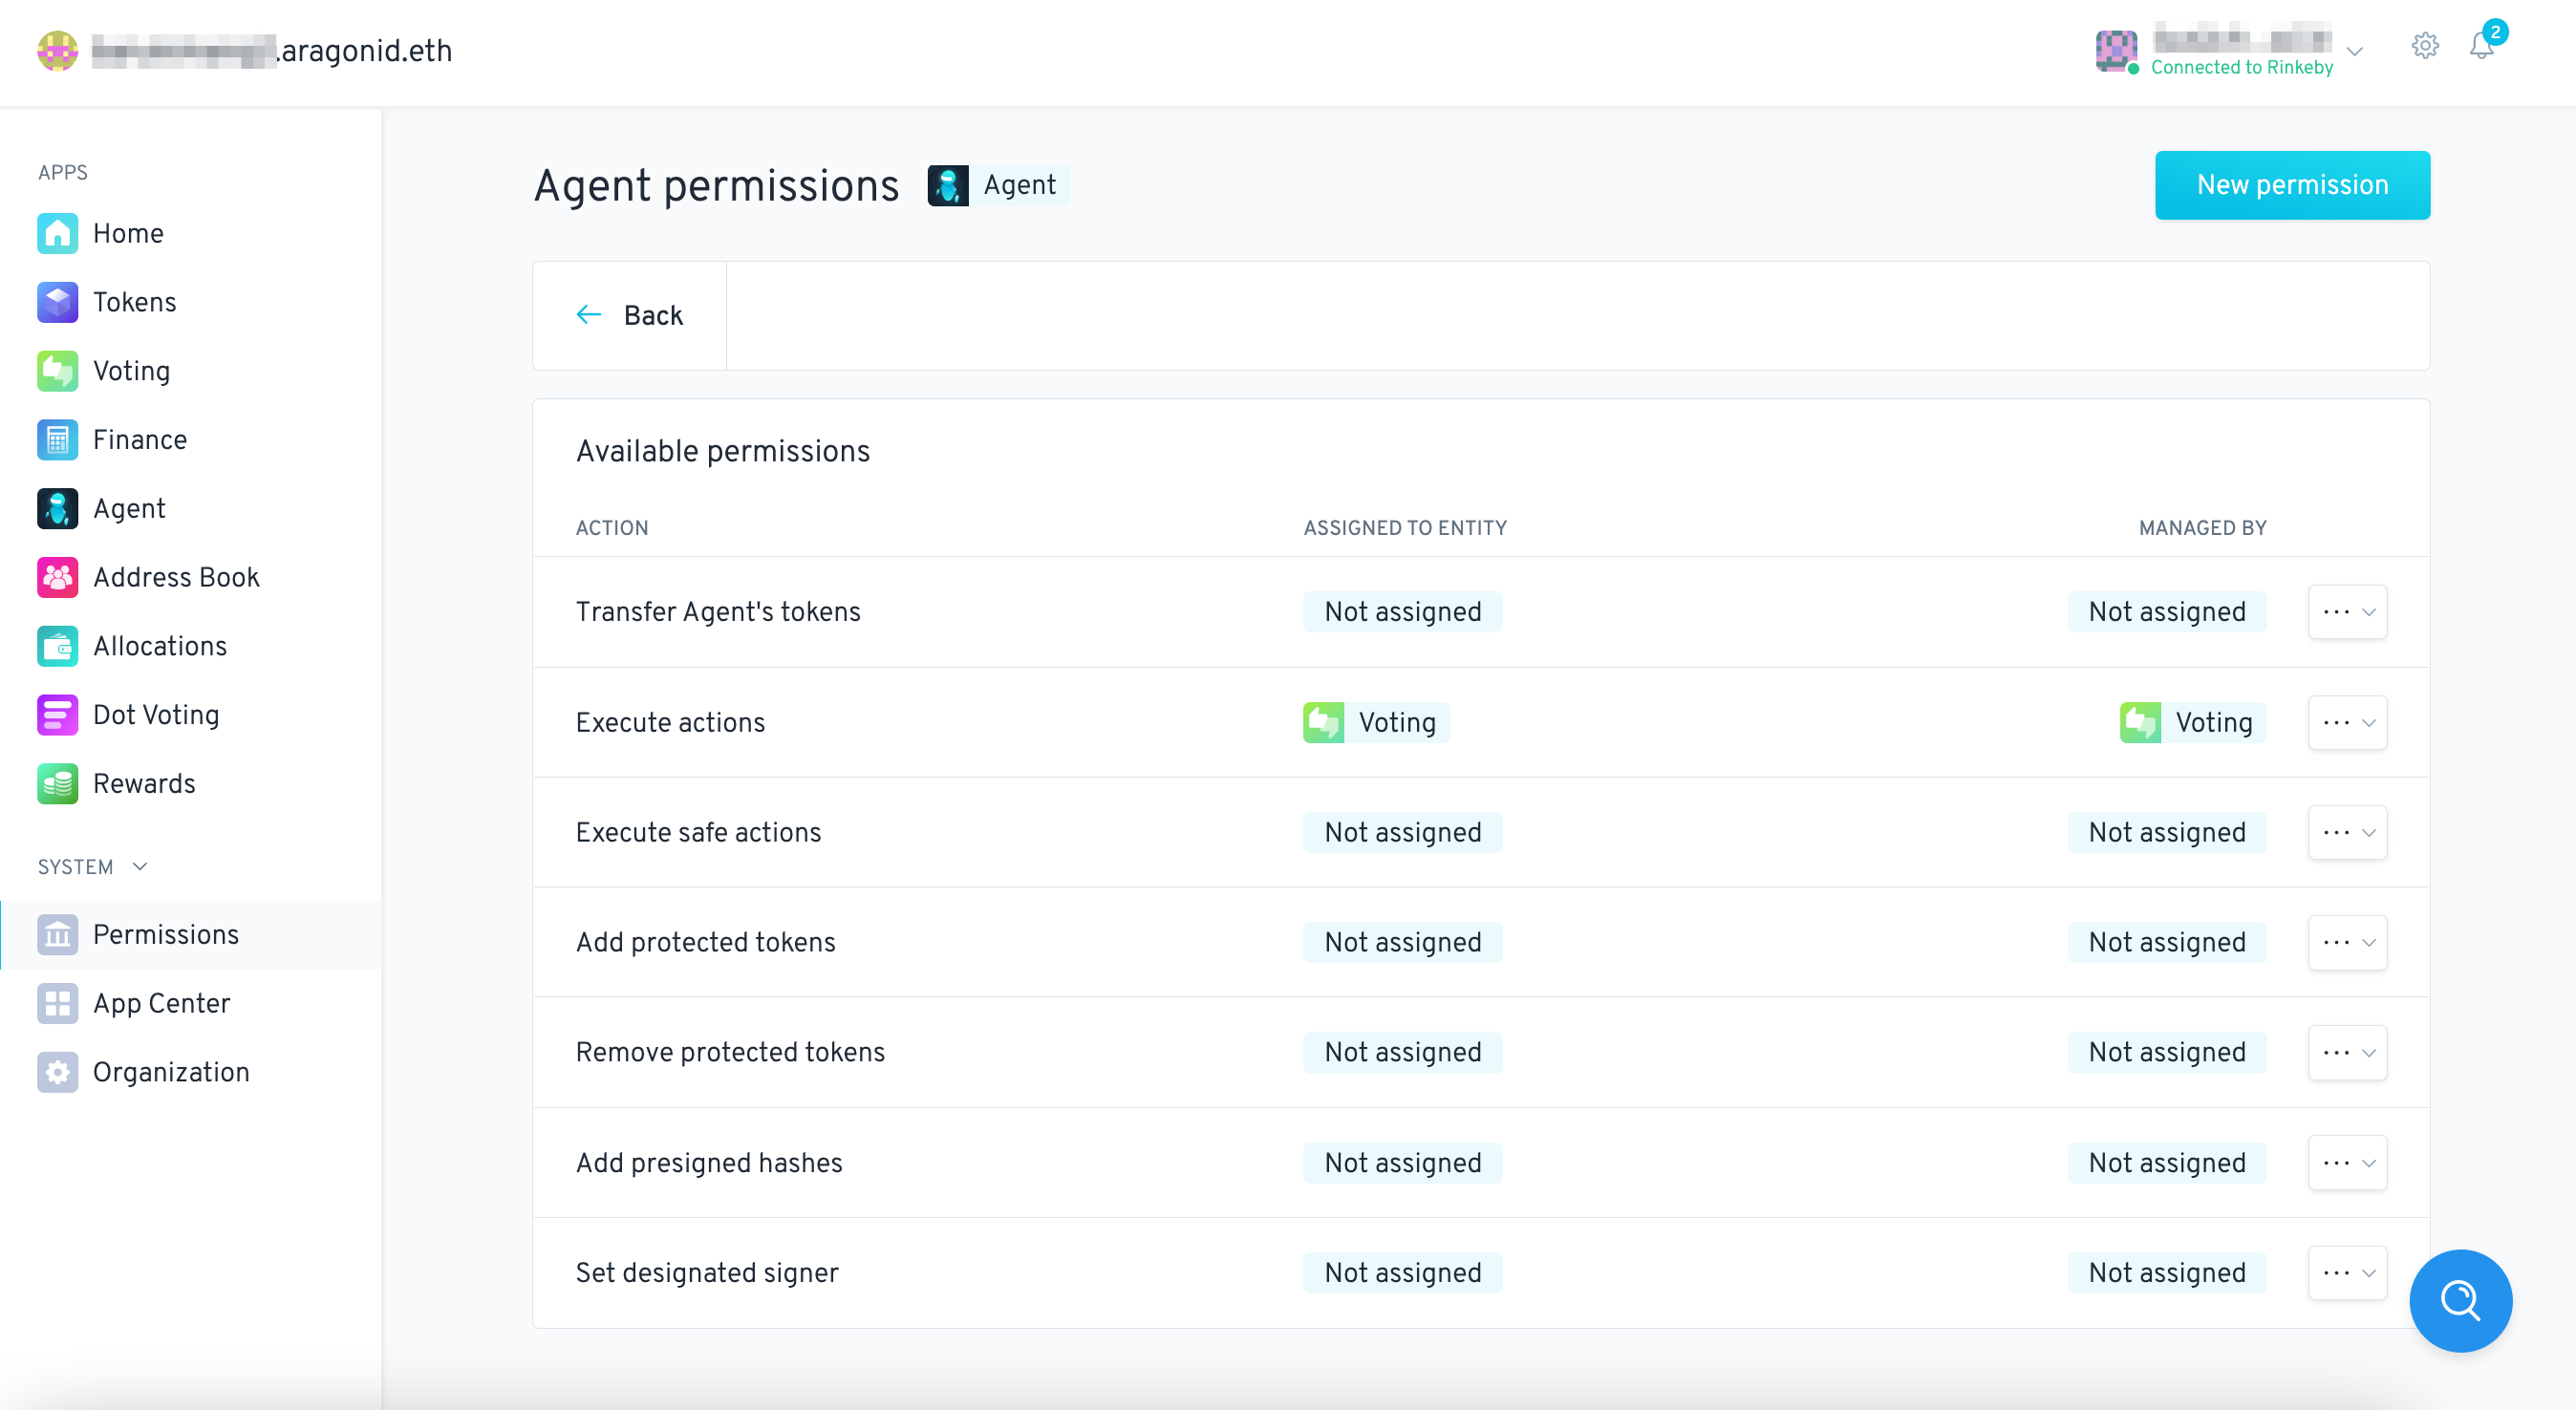 .aragonid.eth
Connected to Rinkeby
2
APPS
Home
Tokens
Voting
Finance
Agent
Address Book
Allocations
Dot Voting
Rewards
SYSTEM
Permissions
App Center
Organization
Agent permissions Agent
New permission
Back
Available permissions
ACTION ASSIGNED TO ENTITY MANAGED BY
Transfer Agent's tokens Not assigned Not assigned
Execute actions Voting Voting
Execute safe actions Not assigned Not assigned
Add protected tokens Not assigned Not assigned
Remove protected tokens Not assigned Not assigned
Add presigned hashes Not assigned Not assigned
Set designated signer Not assigned Not assigned